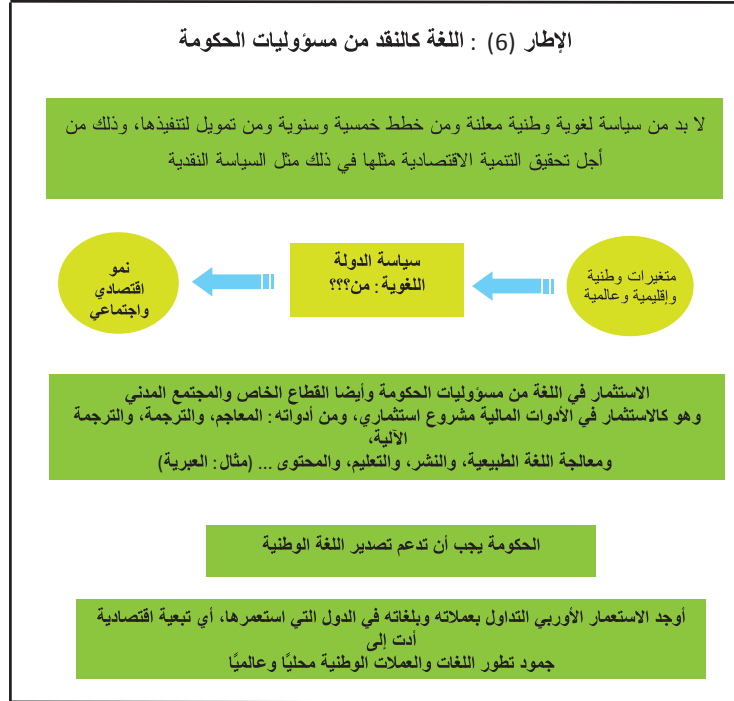 الإطار (6) : اللغة كالنقد من مسؤوليات الحكومة
لا بد من سياسة لغوية وطنية معلنة ومن خطط خمسية وسنوية ومن تمويل لتنفيذها، وذلك من
أجل تحقيق التنمية الاقتصادية مثلها في ذلك مثل السياسة النقدية
متغيرات وطنية
وإقليمية وعالمية
سياسة الدولة
اللغوية : من؟؟؟
نمو
اقتصادي
واجتماعي
الاستثمار في اللغة من مسؤوليات الحكومة وأيضا القطاع الخاص والمجتمع المدني
وهو كالاستثمار في الأدوات المالية مشروع استثماري، ومن أدواته : المعاجم، والترجمة، والترجمة
الآلية،
ومعالجة اللغة الطبيعية، والنشر، والتعليم، والمحتوى ... (مثال : العبرية)
الحكومة يجب أن تدعم تصدير اللغة الوطنية
أوجد الاستعمار الأوربي التداول بعملاته وبلغاته في الدول التي استعمرها، أي تبعية اقتصادية
أدت إلى
جمود تطور اللغات والعملات الوطنية محليًا وعالميًا